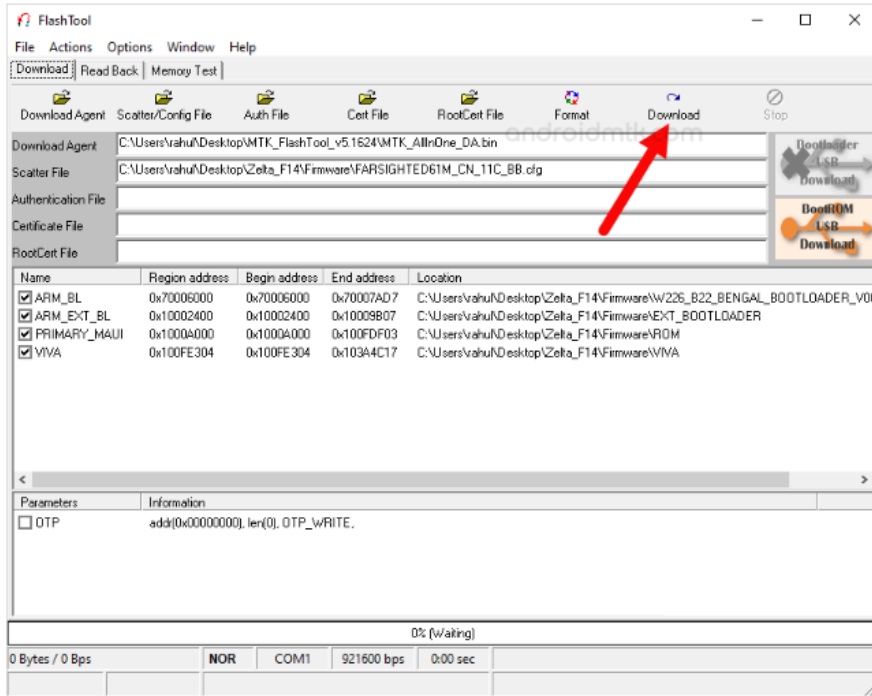 FlashTool
File Actions Options Window Help
Download Read Back Memory Test
Download Agent Scatter/Config File Auth File Cert File RootCert File Format Download Stop
androidmtk.com
Download Agent C:\Users\rahul\Desktop\MTK_FlashTool_v5.1624\MTK_AllInOne_DA.bin
Scatter File C:\Users\rahul\Desktop\Zelta_F14\Firmware\FARSIGHTED61M_CN_11C_BB.cfg
Authentication File
Certificate File
RootCert File
Bootloader
USB
Download
BootROM
USB
Download
Name Region address Begin address End address Location
ARM_BL 0x70006000 0x70006000 0x70007AD7 C:\Users\rahul\Desktop\Zelta_F14\Firmware\W226_B22_BENGAL_BOOTLOADER_V0
ARM_EXT_BL 0x10002400 0x10002400 0x10009B07 C:\Users\rahul\Desktop\Zelta_F14\Firmware\EXT_BOOTLOADER
PRIMARY_MAUI 0x1000A000 0x1000A000 0x100FDF03 C:\Users\rahul\Desktop\Zelta_F14\Firmware\ROM
VIVA 0x100FE304 0x100FE304 0x103A4C17 C:\Users\rahul\Desktop\Zelta_F14\Firmware\VIVA
Parameters Information
OTP addr(0x00000000), len(0), OTP_WRITE,
0% (Waiting)
0 Bytes / 0 Bps NOR COM1 921600 bps 0:00 sec